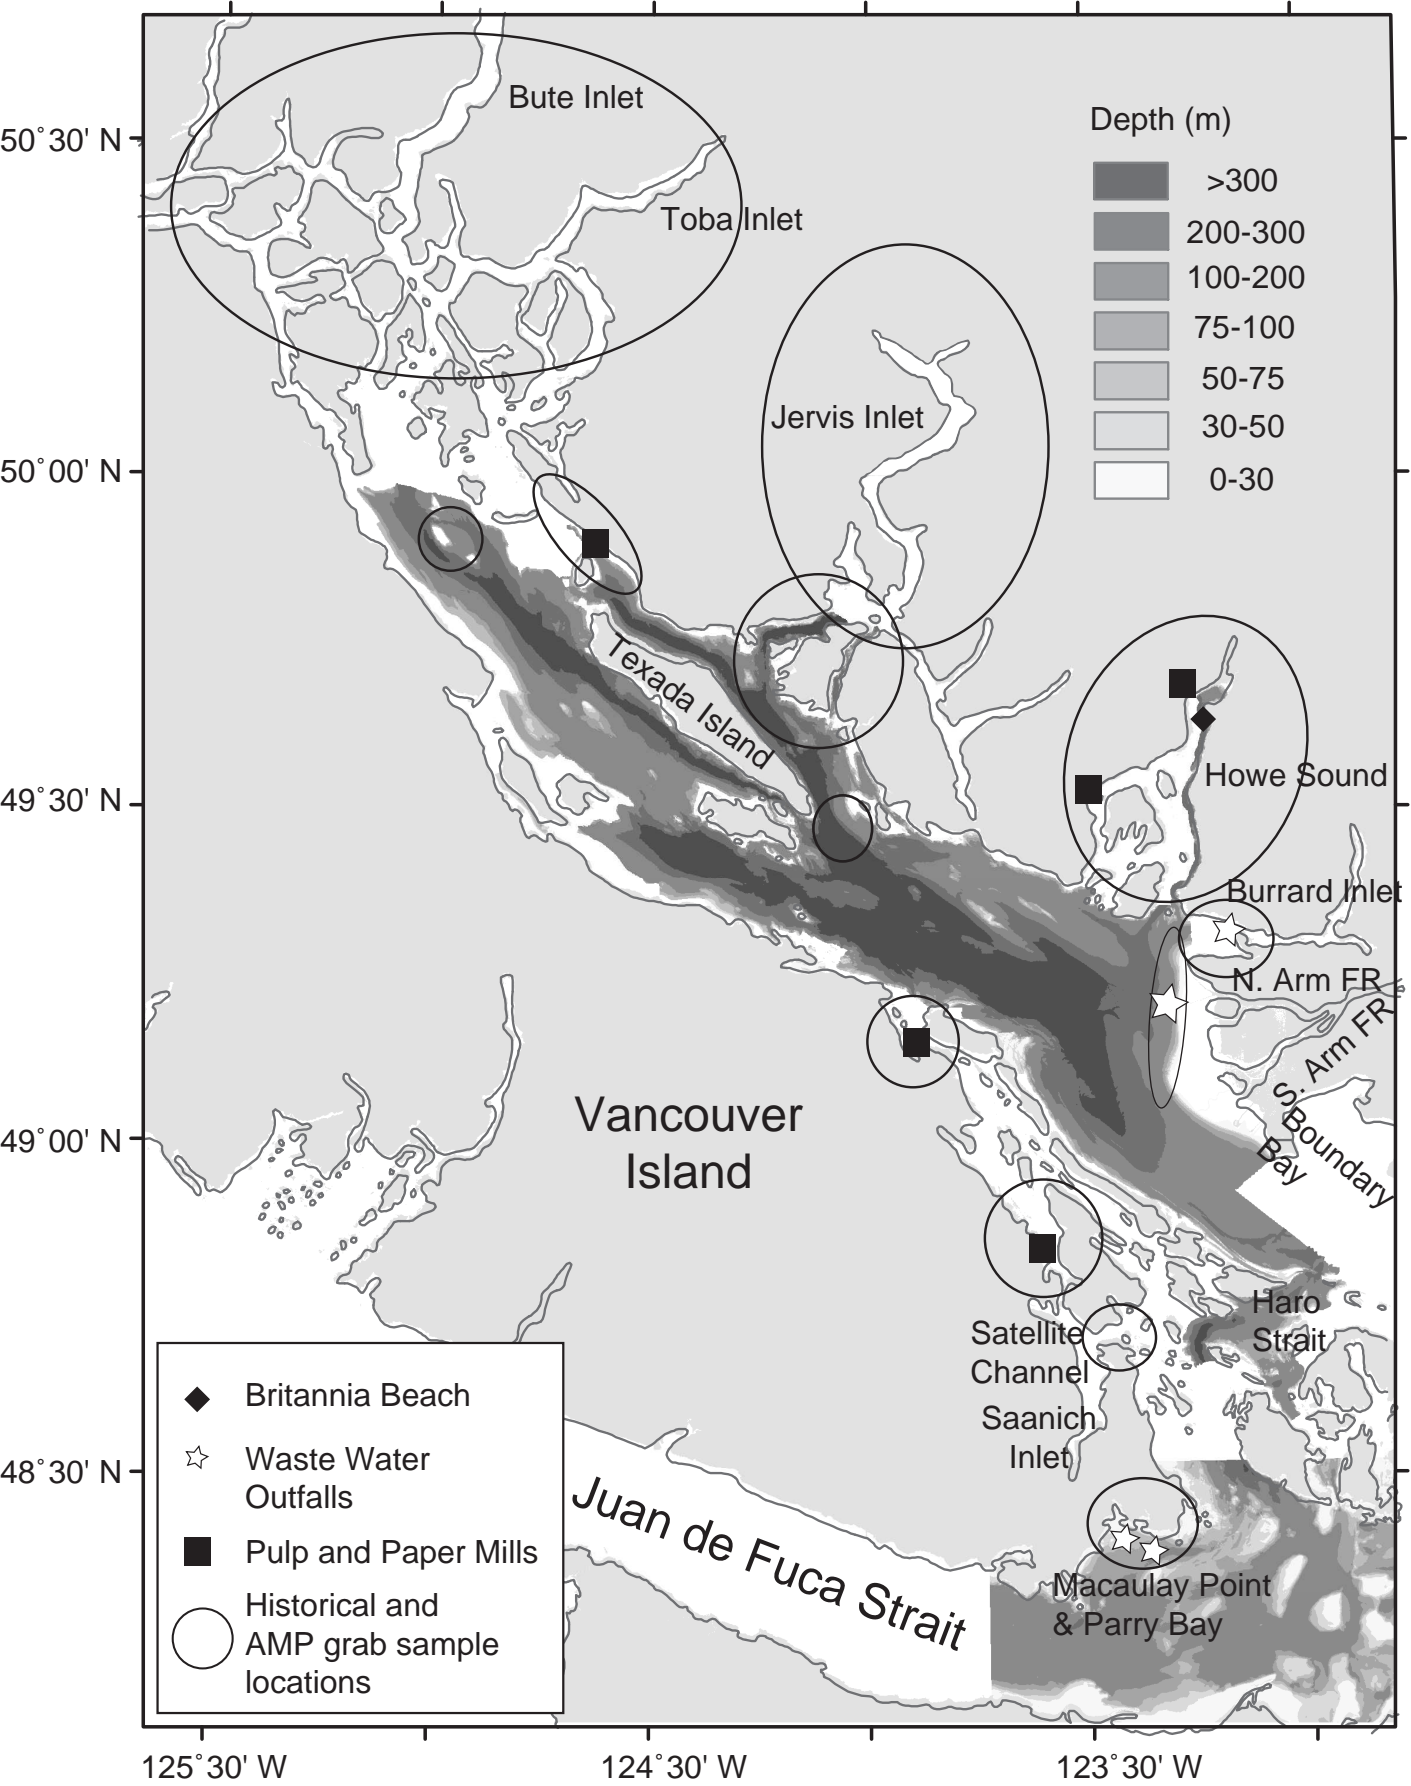 Bute Inlet
Depth (m)
50˚30' N
>300
Toba Inlet
200-300
100-200
75-100
50-75
Jervis Inlet
30-50
50˚00' N
0-30
Texada Island
Howe Sound
49˚30' N
Burrard Inlet
N. Arm FR
S. Arm FR
Vancouver
Island
49˚00' N
Boundary
Bay
Haro
Strait
Satellite
Channel
Saanich
Inlet
Britannia Beach
Waste Water
Outfalls
48˚30' N
Juan de Fuca Strait
Pulp and Paper Mills
Macaulay Point
& Parry Bay
Historical and
AMP grab sample
locations
125˚30' W
124˚30' W
123˚30' W